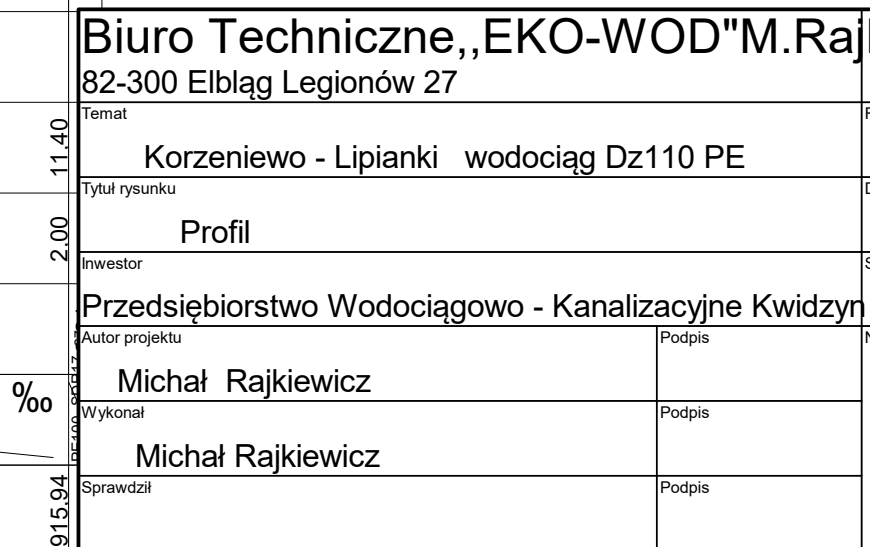 Biuro Techniczne,,EKO-WOD"M.Raj
82-300 Elbląg Legionów 27
Temat
Korzeniewo - Lipianki wodociąg Dz110 PE
Tytuł rysunku
Profil
Inwestor
Przedsiębiorstwo Wodociągowo - Kanalizacyjne Kwidzyn
Autor projektu
Podpis
Michał Rajkiewicz
Wykonał
Podpis
Michał Rajkiewicz
Sprawdził
Podpis
11.40
2.00
‰
915.94